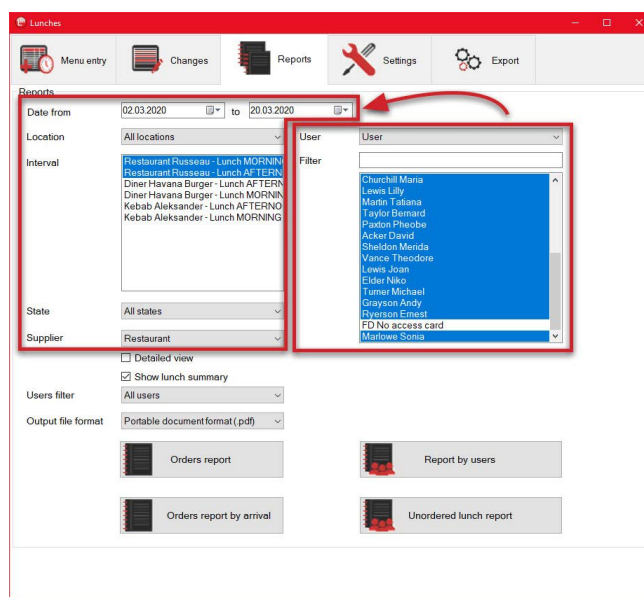 Lunches
Menu entry Changes Reports Settings Export
Reports
Date from 02.03.2020 to 20.03.2020
Location All locations User User
Interval Filter
Restaurant Russeau - Lunch MORNIN
Restaurant Russeau - Lunch AFTERN
Diner Havana Burger - Lunch AFTERN
Diner Havana Burger - Lunch MORNIN
Kebab Aleksander - Lunch AFTERNO
Kebab Aleksander - Lunch MORNING
Churchill Maria
Lewis Lilly
Martin Tatiana
Taylor Bernard
Paxton Pheobe
Acker David
Sheldon Merida
Vance Theodore
Lewis Joan
Elder Niko
Turner Michael
Grayson Andy
Ryerson Ernest
FD No access card
Marlowe Sonia
State All states
Supplier Restaurant
Detailed view
Show lunch summary
Users filter All users
Output file format Portable document format (.pdf)
Orders report Report by users
Orders report by arrival Unordered lunch report